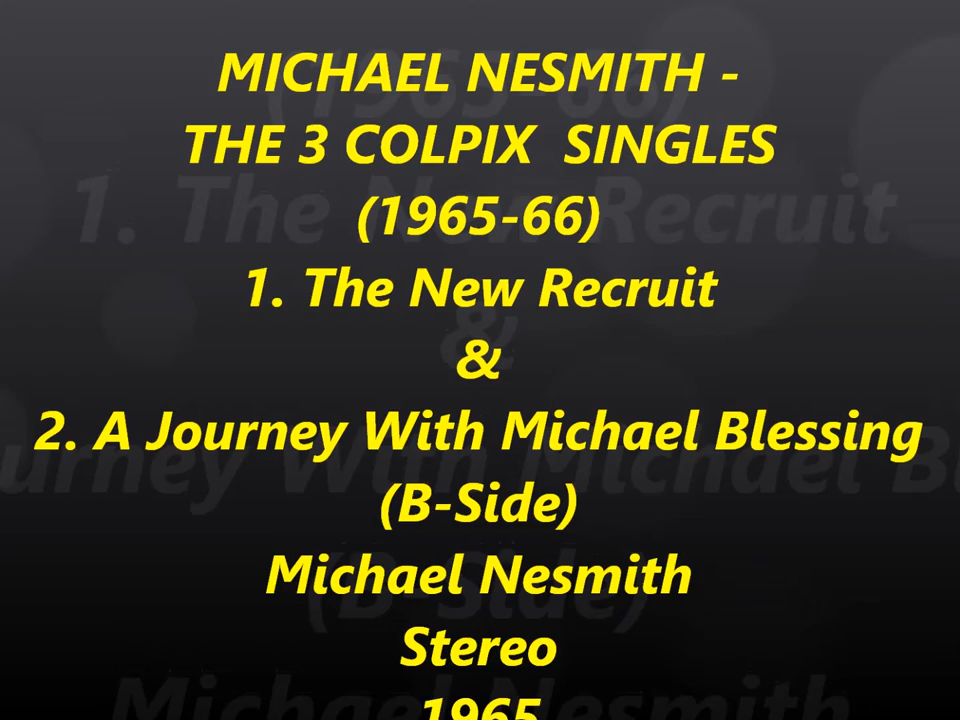 MICHAEL NESMITH -
THE 3 COLPIX SINGLES
(1965-66)
1. The New Recruit
&
2. A Journey With Michael Blessing
(B-Side)
Michael Nesmith
Stereo
1965